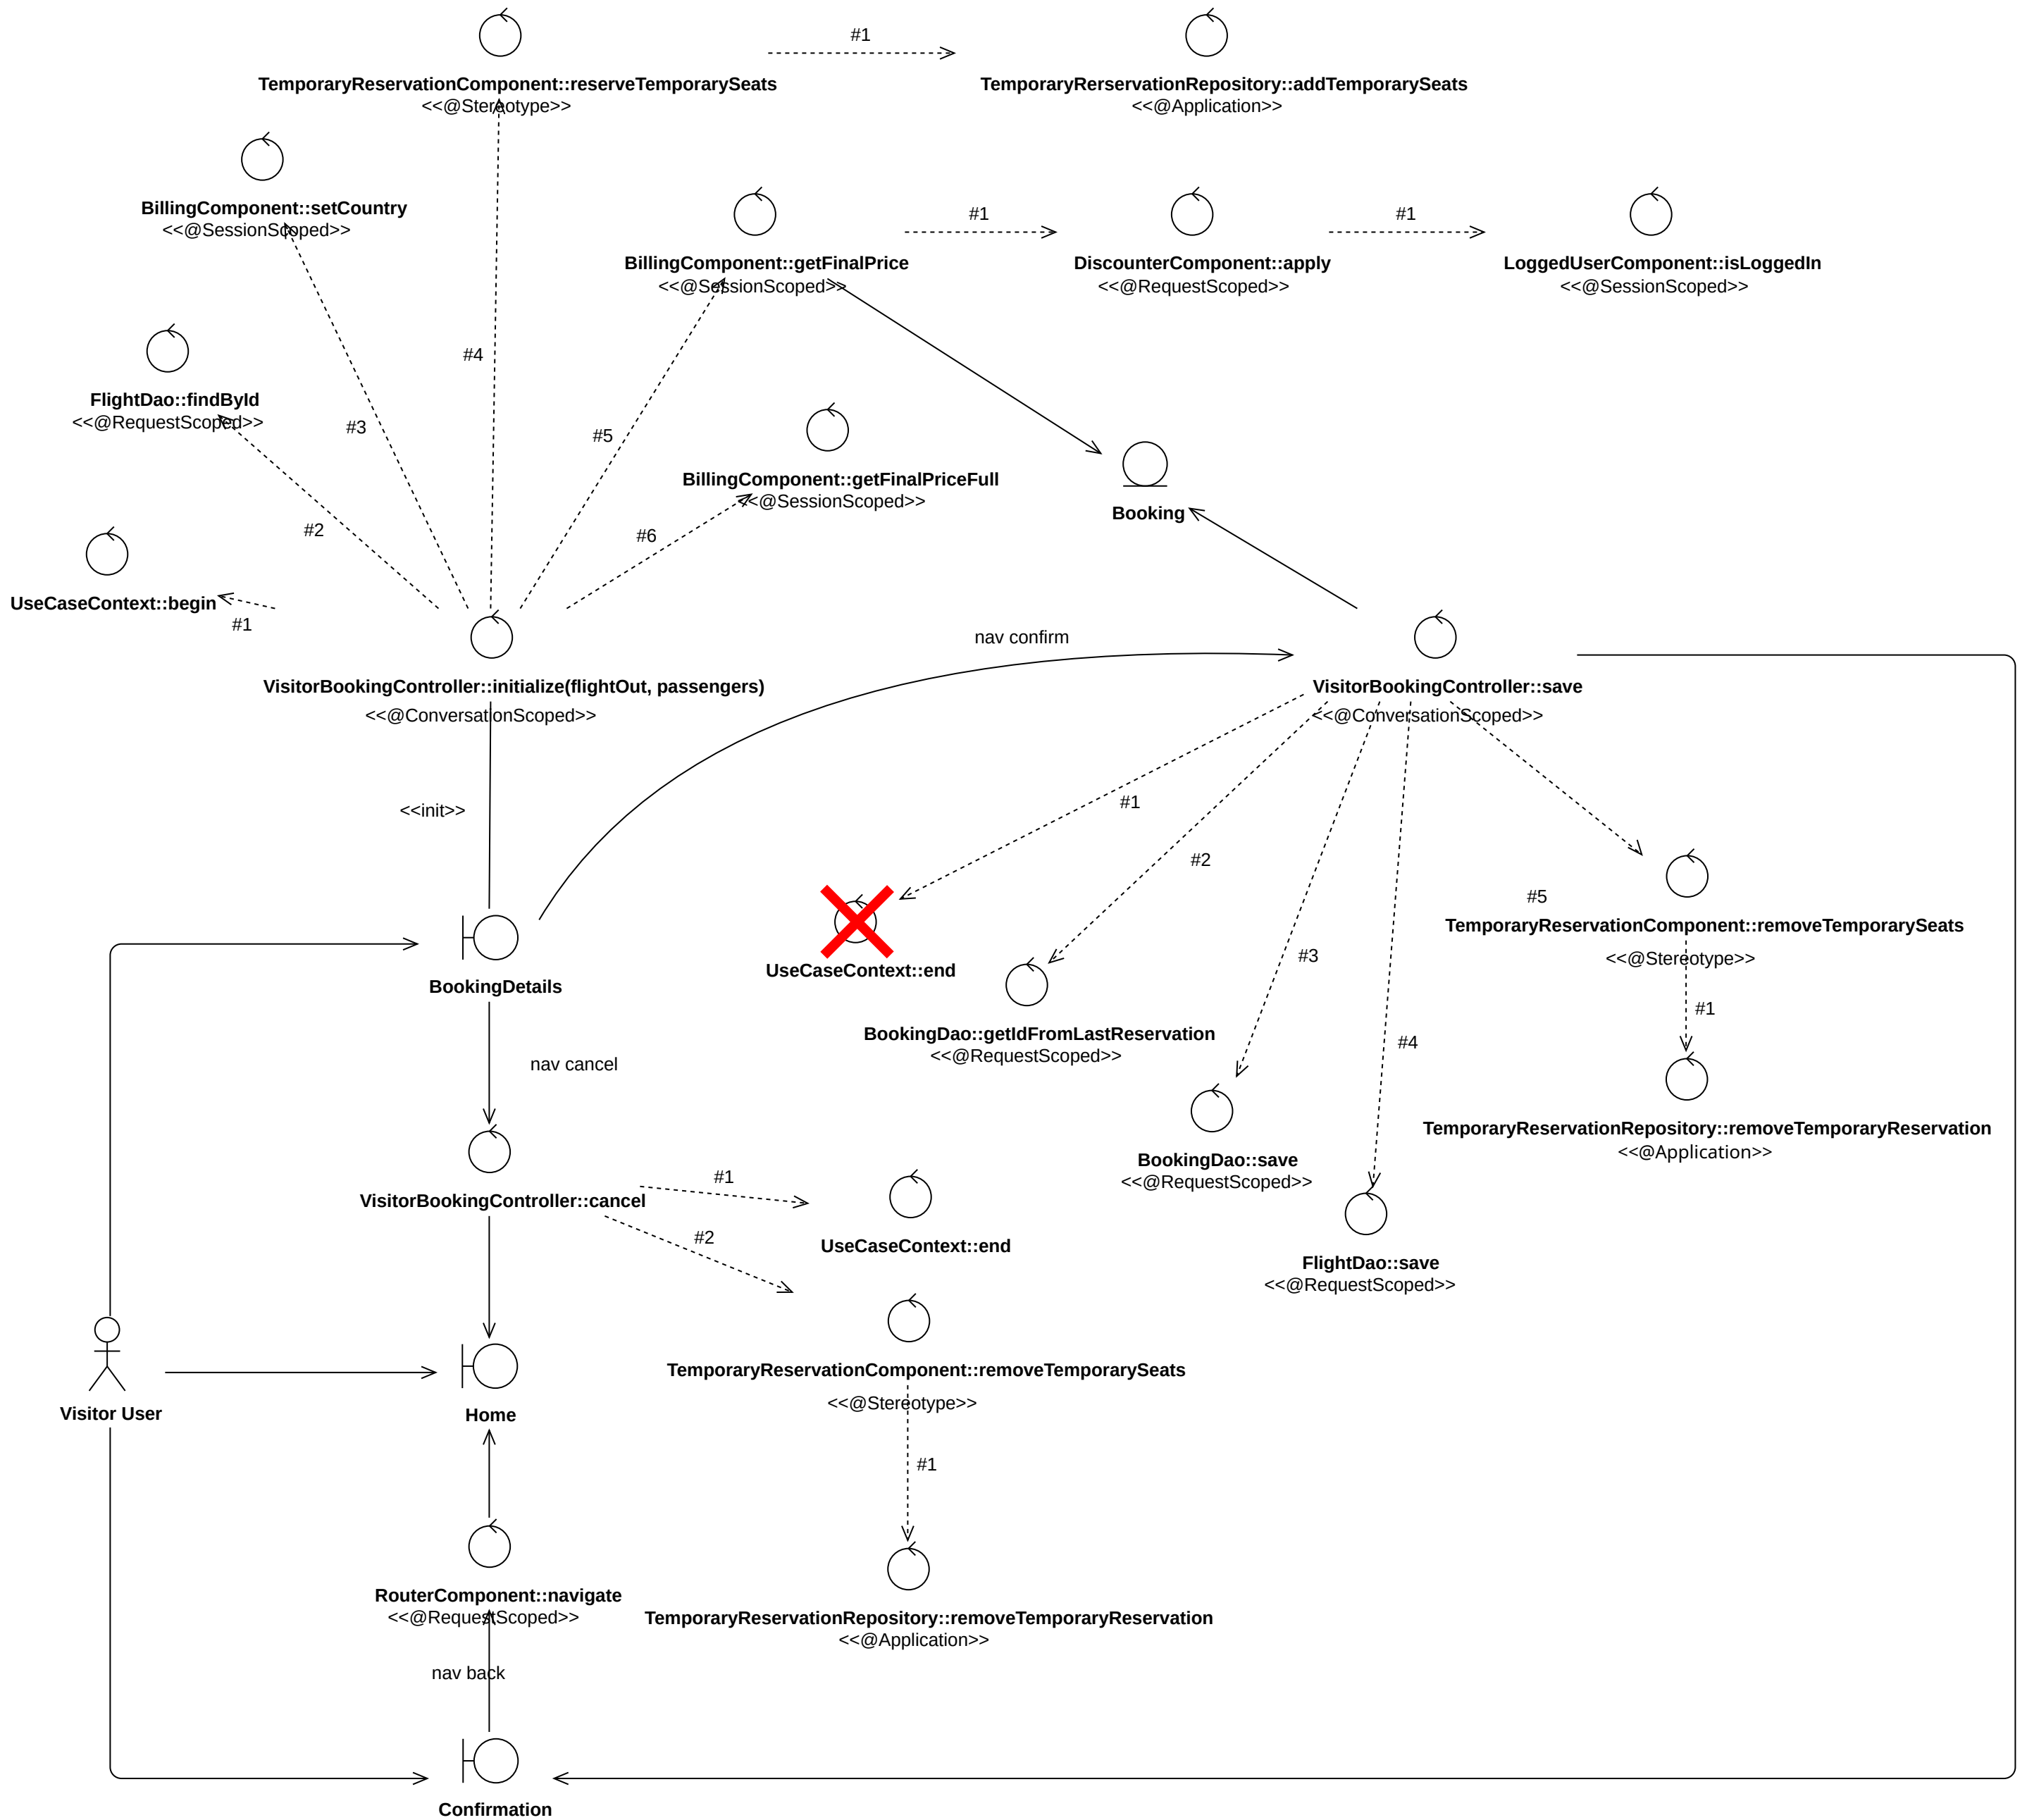 #1
TemporaryReservationComponent::reserveTemporarySeats
<<@Stereotype>>
TemporaryRerservationRepository::addTemporarySeats
<<@Application>>
BillingComponent::setCountry
<<@SessionScoped>>
BillingComponent::getFinalPrice
<<@SessionScoped>>
#1
DiscounterComponent::apply
<<@RequestScoped>>
#1
LoggedUserComponent::isLoggedIn
<<@SessionScoped>>
#4
FlightDao::findById
<<@RequestScoped>>
#3
#5
BillingComponent::getFinalPriceFull
<<@SessionScoped>>
Booking
#2
#6
UseCaseContext::begin
#1
nav confirm
VisitorBookingController::initialize(flightOut, passengers)
<<@ConversationScoped>>
VisitorBookingController::save
<<@ConversationScoped>>
<<init>>
#1
#2
#5
TemporaryReservationComponent::removeTemporarySeats
<<@Stereotype>>
#3
UseCaseContext::end
BookingDetails
#1
BookingDao::getIdFromLastReservation
<<@RequestScoped>>
#4
nav cancel
TemporaryReservationRepository::removeTemporaryReservation
<<@Application>>
BookingDao::save
<<@RequestScoped>>
#1
VisitorBookingController::cancel
#2
UseCaseContext::end
FlightDao::save
<<@RequestScoped>>
TemporaryReservationComponent::removeTemporarySeats
<<@Stereotype>>
Visitor User
Home
#1
RouterComponent::navigate
<<@RequestScoped>>
TemporaryReservationRepository::removeTemporaryReservation
<<@Application>>
nav back
Confirmation